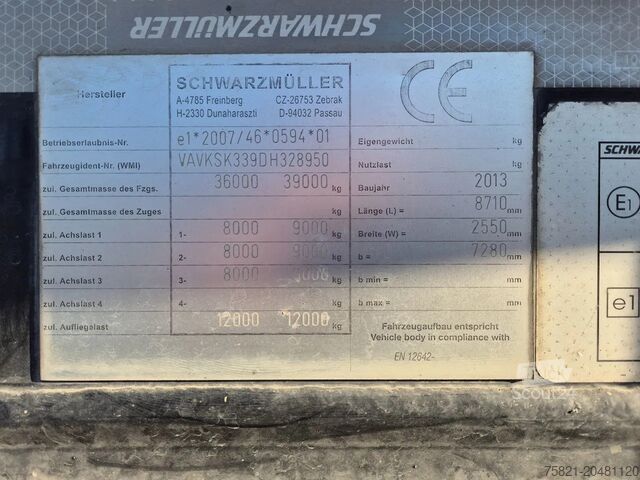 SCHWARZMÜLLER
Hersteller
SCHWARZMÜLLER
A-4785 Freinberg CZ-26753 Zebrak
H-2330 Dunaharaszti D-94032 Passau
CE
Betriebserlaubnis-Nr. e1*2007/46*0594*01
Eigengewicht kg
Fahrzeugident-Nr. (WMI) VAVKSK339DH328950
Nutzlast kg
zul. Gesamtmasse des Fzgs. 36000 39000 kg
Baujahr 2013
zul. Gesamtmasse des Zuges kg
Länge (L) = 8710 mm
zul. Achslast 1 1- 8000 9000 kg
Breite (W) = 2550 mm
zul. Achslast 2 2- 8000 9000 kg
b = 7280 mm
zul. Achslast 3 3- 8000 9000 kg
b min = mm
zul. Achslast 4 4- kg
b max = mm
zul. Aufliegelast 12000 12000 kg
Fahrzeugaufbau entspricht
Vehicle body in compliance with
EN 12642-
SCHWA
E1
e1
Scout24
75821-20481120